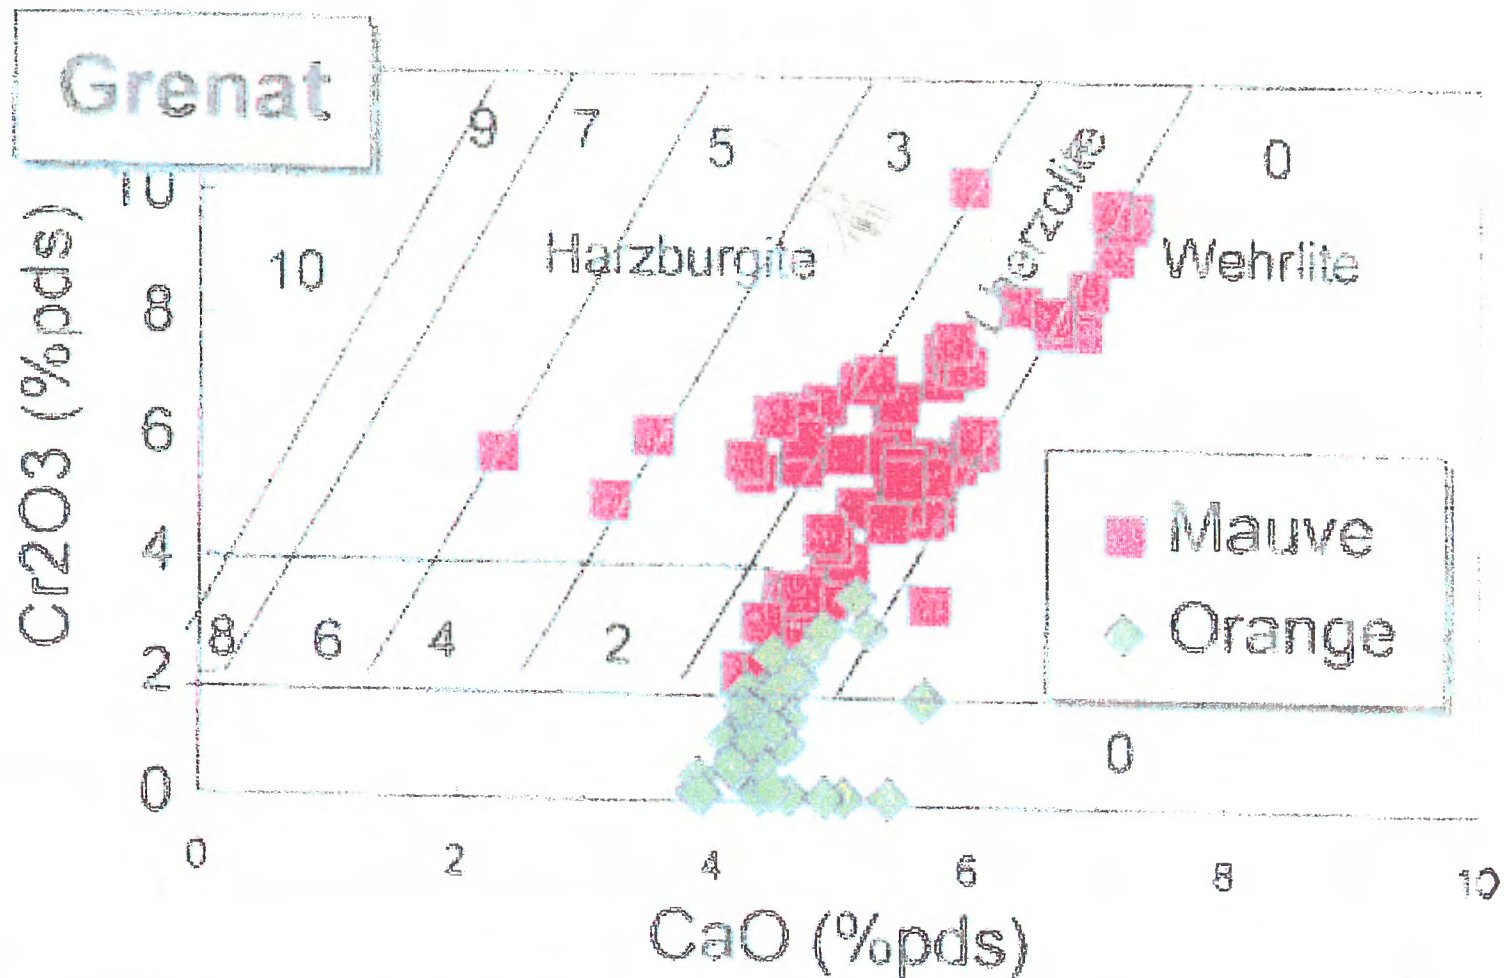 Grenat
9 7 5 3 0
10
Harzburgite
Lherzolite
Wehrlite
10
8
6
4
2
0
Cr2O3 (%pds)
8 6 4 2
0
Mauve
Orange
0 2 4 6 8 10
CaO (%pds)